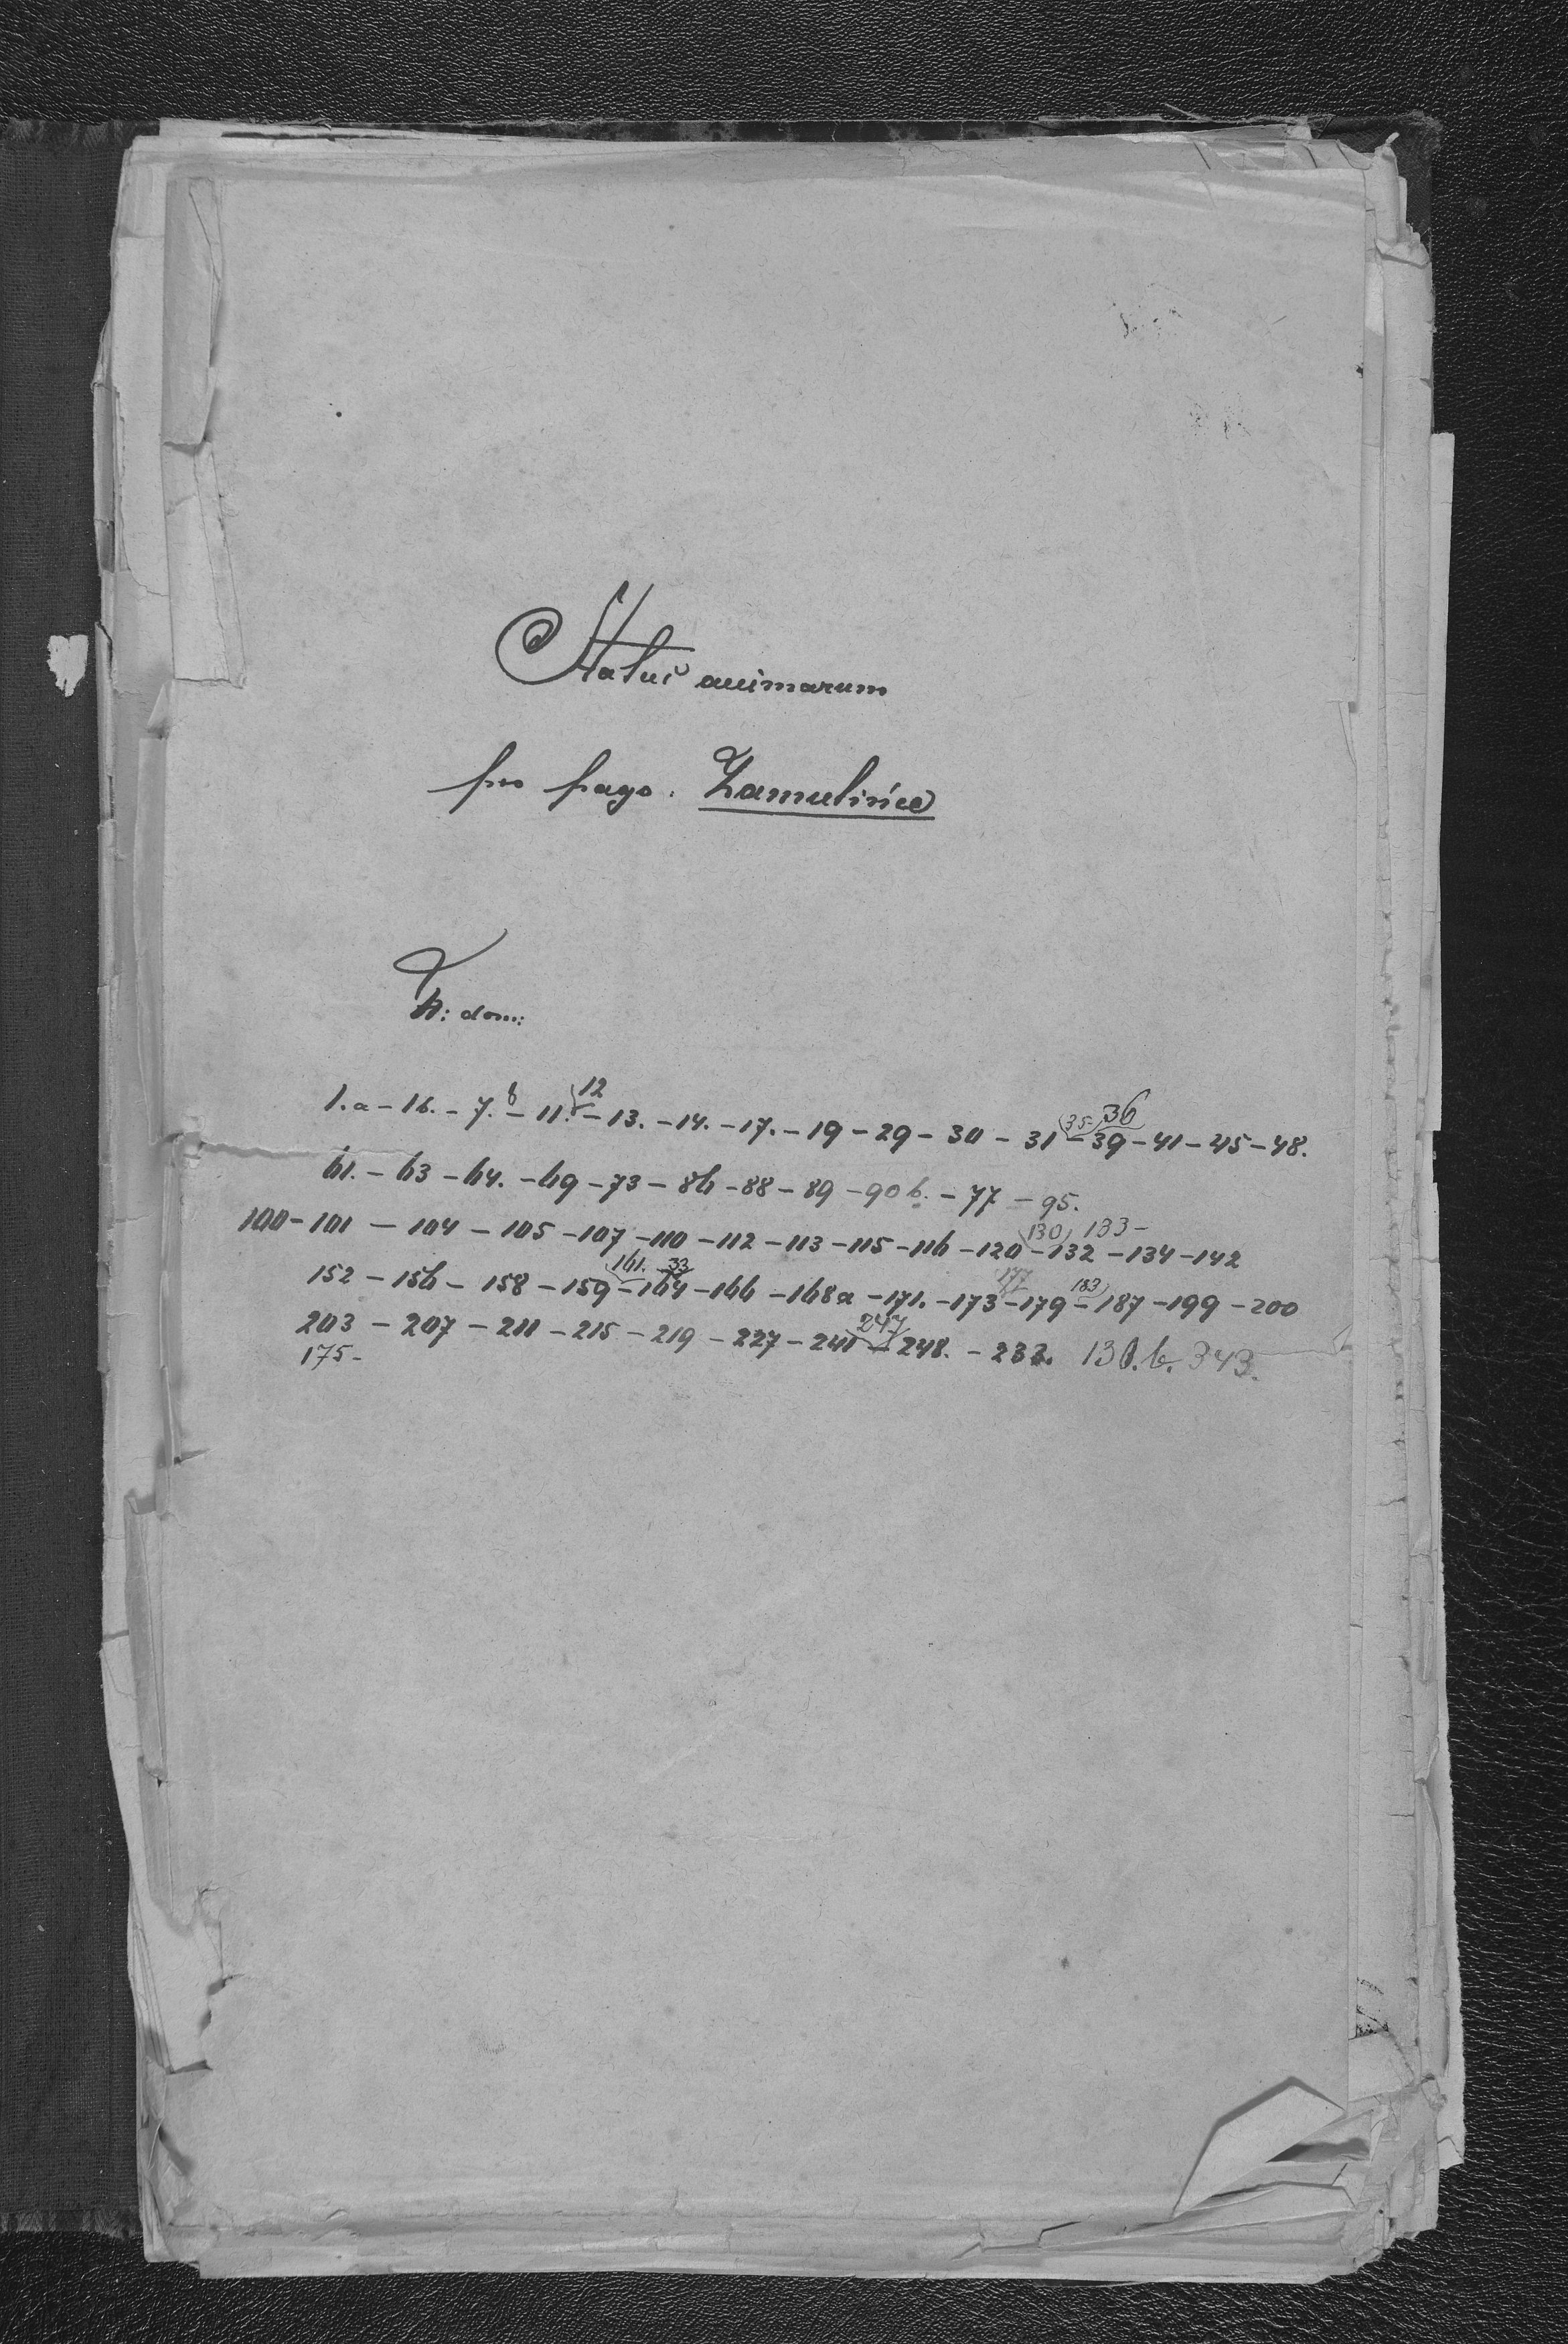 Status animarum
pro pago. Zamulińce
N: dom:
12 36
1.a - 1b. - 7. b - 11. - 13. - 14. - 17. - 19 - 29 - 30 - 31 (35-) - 39 - 41 - 45 - 48.
61. - 63 - 64. - 69 - 73 - 86 - 88 - 89 - 90 b. - 77 - 95.
130 133 -
100 - 101 - 104 - 105 - 107 - 110 - 112 - 113 - 115 - 116 - 120 - 132 - 134 - 142
161. 33 177 183
152 - 156 - 158 - 159 - 164 - 166 - 168a - 171. - 173 - 179 - 187 - 199 - 200
247
203 - 207 - 211 - 215 - 219 - 227 - 241 - 248. - 232. 130.b. 343.
175 -